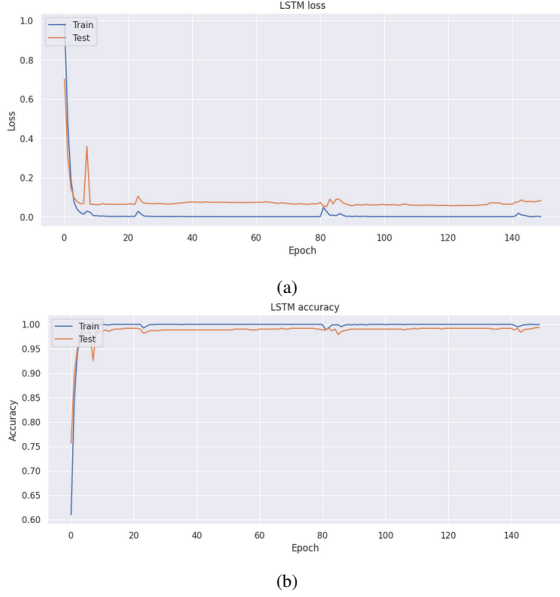 LSTM loss
1.0
0.8
0.6
0.4
0.2
0.0
Loss
Train
Test
0 20 40 60 80 100 120 140
Epoch
(a)
LSTM accuracy
1.00
0.95
0.90
0.85
0.80
0.75
0.70
0.65
0.60
Accuracy
Train
Test
0 20 40 60 80 100 120 140
Epoch
(b)